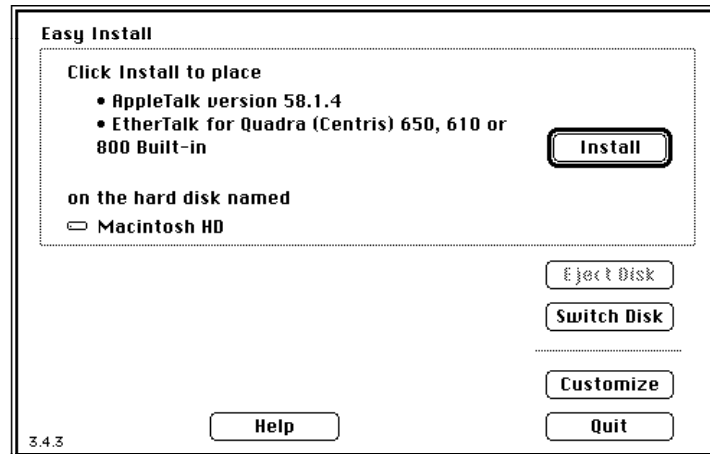 Easy Install
Click Install to place
• AppleTalk version 58.1.4
• EtherTalk for Quadra (Centris) 650, 610 or
800 Built-in
Install
on the hard disk named
Macintosh HD
Eject Disk
Switch Disk
Customize
Help
Quit
3.4.3